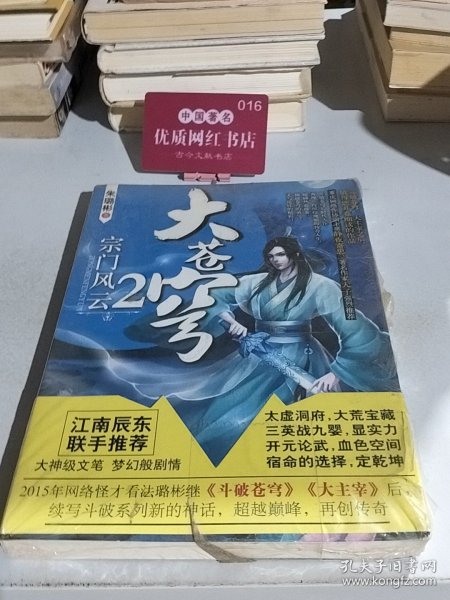 016
中国著名
优质网红书店
古今文献书店
朱璐彬
大苍穹
2
宗门风云
江南辰东
联手推荐
大神级文笔 梦幻般剧情
太虚洞府，大荒宝藏
三英战九婴，显实力
开元论武，血色空间
宿命的选择，定乾坤
2015年网络怪才看法璐彬继《斗破苍穹》《大主宰》后，
续写斗破系列新的神话，超越巅峰，再创传奇
孔夫子旧书网
www.kongfz.com